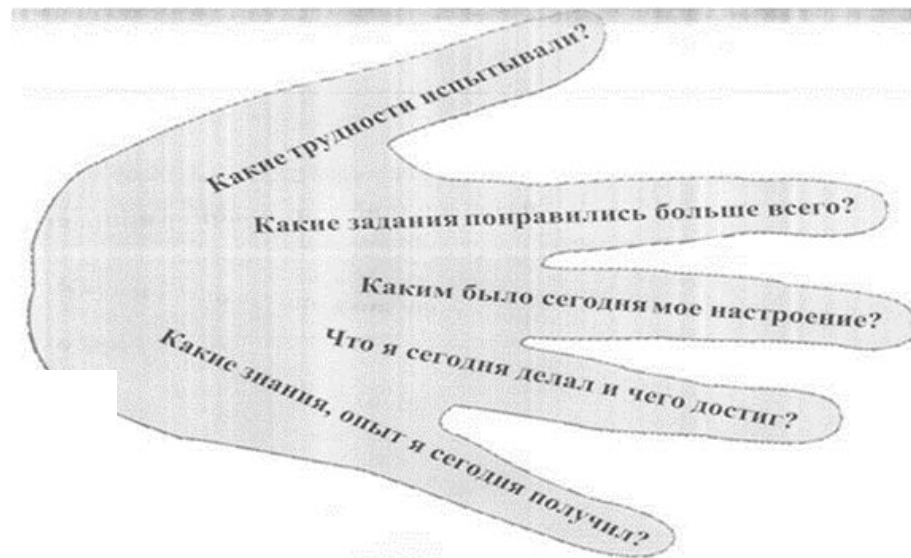 Какие трудности испытывали?
Какие задания понравились больше всего?
Каким было сегодня мое настроение?
Что я сегодня делал и чего достиг?
Какие знания, опыт я сегодня получил?